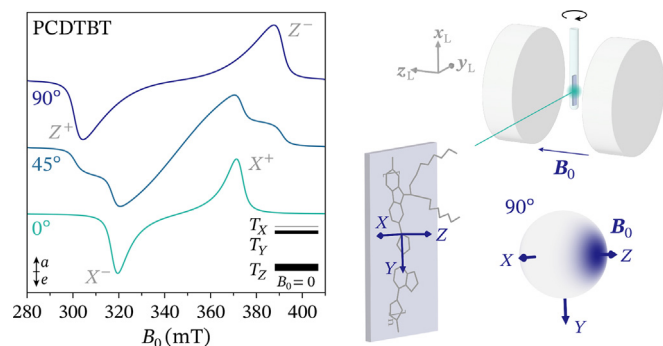 PCDTBT
Z⁻
90°
Z⁺
45°
X⁺
0°
X⁻
a
e
T_X
T_Y
T_Z
B₀ = 0
280 300 320 340 360 380 400
B₀ (mT)
x_L
y_L
z_L
B₀
X
Z
Y
n
90°
B₀
X
Z
Y